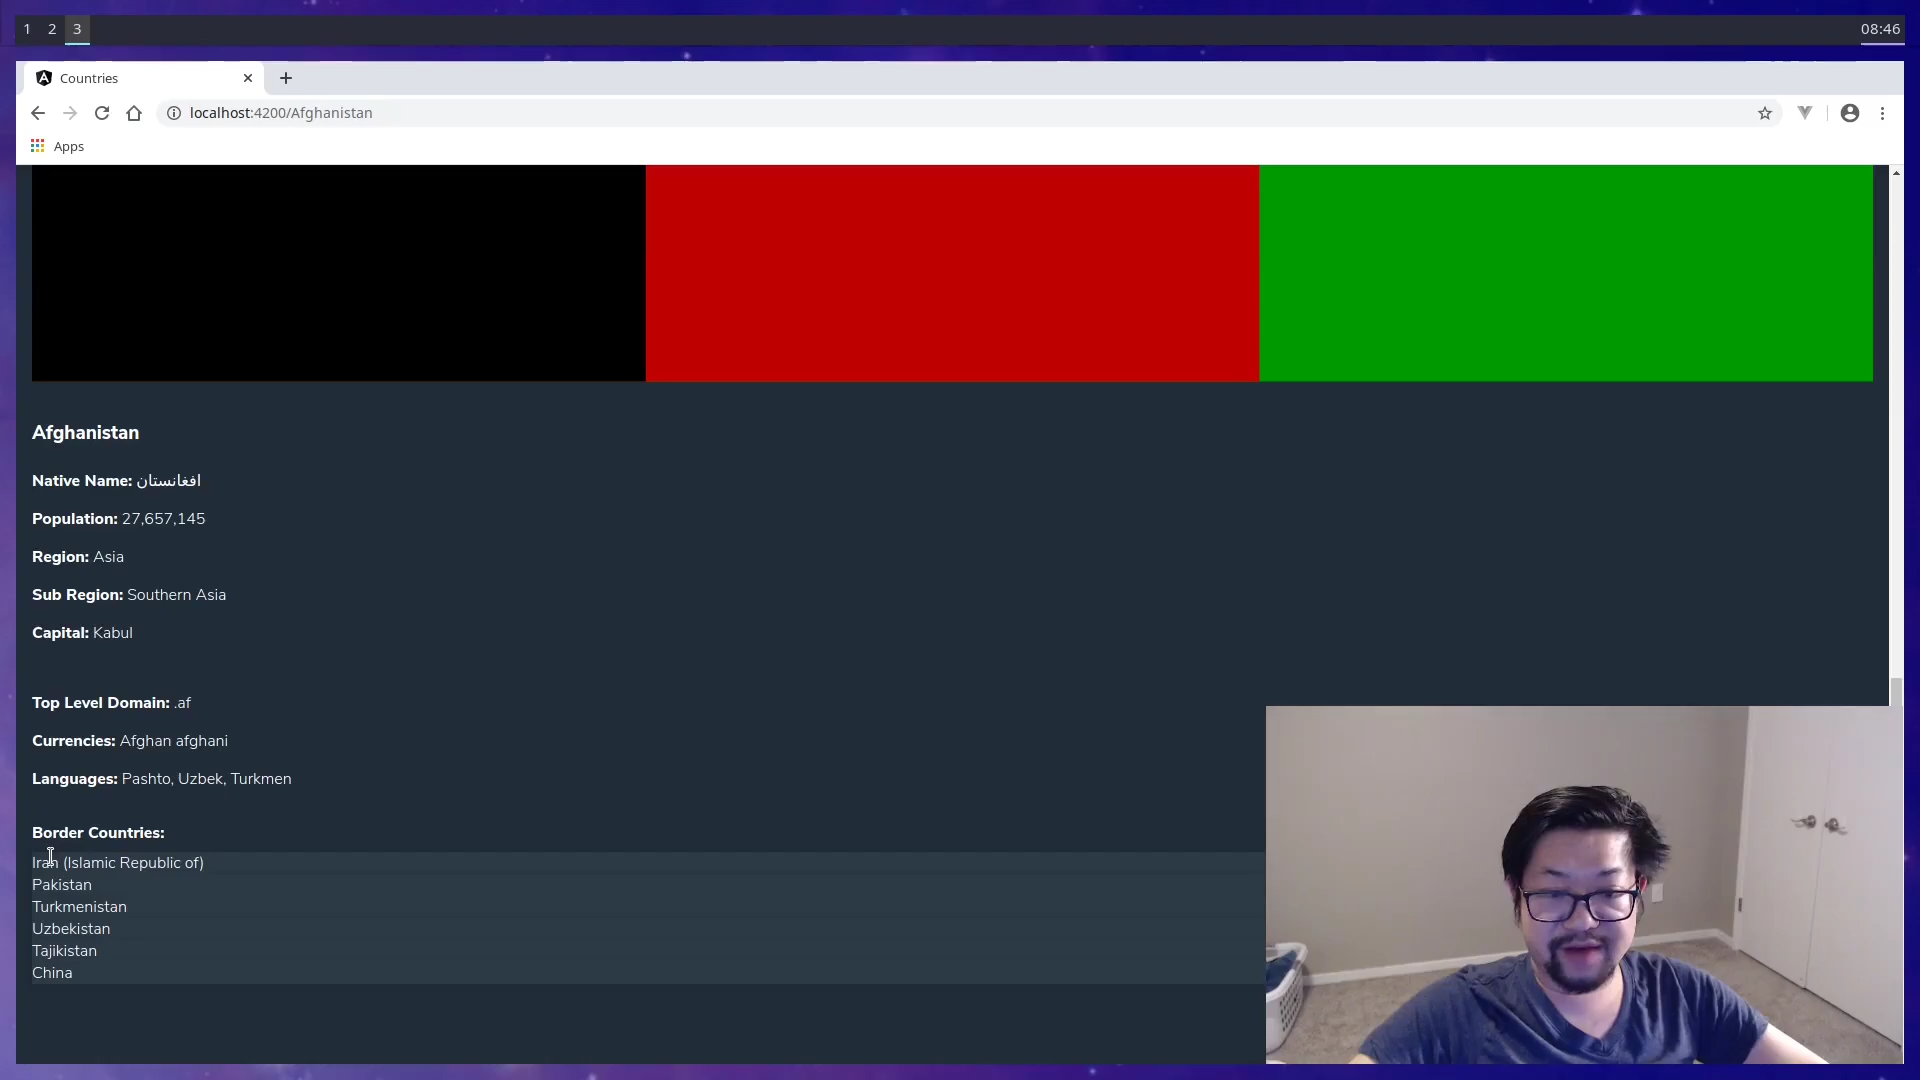 1 2 3
08:46
Countries
localhost:4200/Afghanistan
Apps
Afghanistan
Native Name: افغانستان
Population: 27,657,145
Region: Asia
Sub Region: Southern Asia
Capital: Kabul
Top Level Domain: .af
Currencies: Afghan afghani
Languages: Pashto, Uzbek, Turkmen
Border Countries:
Iran (Islamic Republic of)
Pakistan
Turkmenistan
Uzbekistan
Tajikistan
China